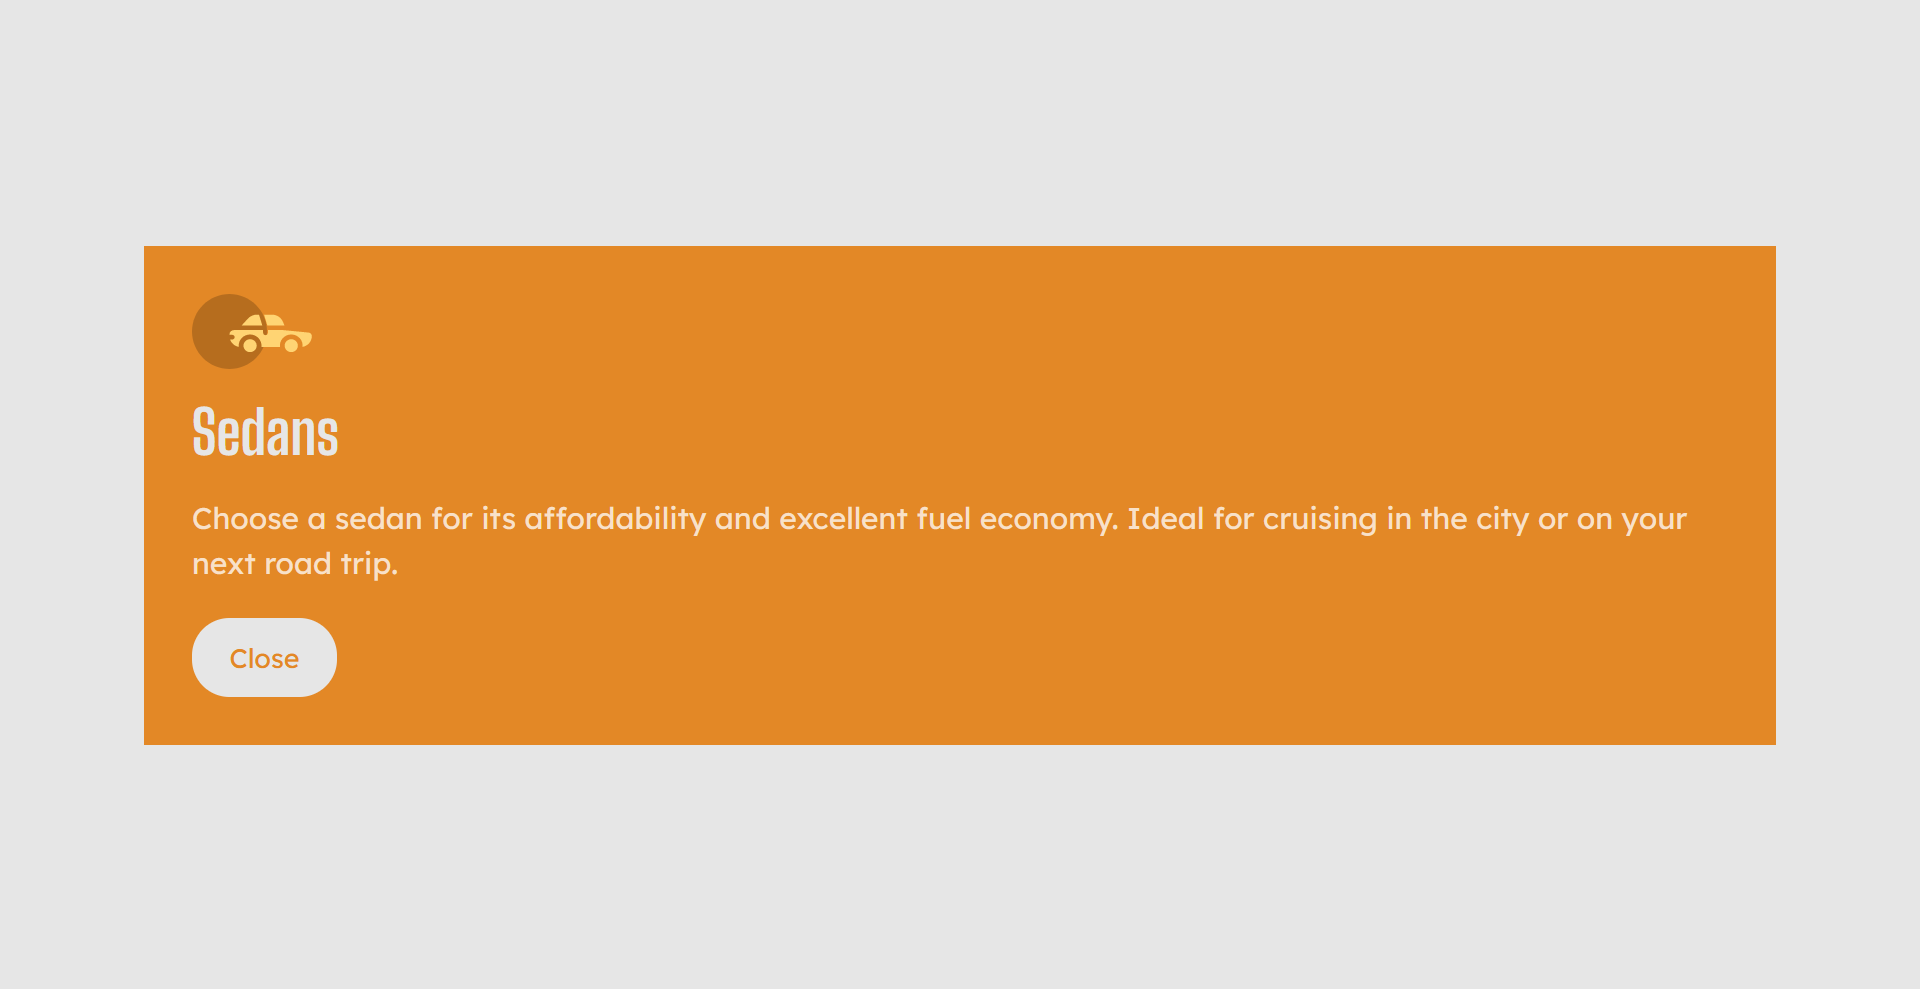 Sedans
Choose a sedan for its affordability and excellent fuel economy. Ideal for cruising in the city or on your
next road trip.
Close